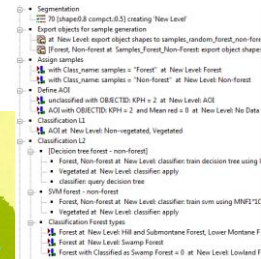 Segmentation
70 [shape:0.8 compct.:0.5] creating 'New Level'
Export objects for sample generation
at New Level: export object shapes to samples_random_forest_non-fore
[Forest, Non-forest at Samples_Forest_Non-Forest: export object shapes
Assign samples
with Class_name: samples = "Forest" at New Level: Forest
with Class_name: samples = "Non-forest" at New Level: Non-forest
Define AOI
unclassified with OBJECTID: KPH = 2 at New Level: AOI
AOI with OBJECTID: KPH = 2 and Mean red = 0 at New Level: No Data
Classification L1
AOI at New Level: Non-vegetated, Vegetated
Classification L2
[Decision tree forest - non-forest]
Forest, Non-forest at New Level: classifier: train decision tree using
Vegetated at New Level: classifier: apply
classifier: query decision tree
SVM forest - non-forest
Forest, Non-forest at New Level: classifier: train svm using MNF1*10
Vegetated at New Level: classifier: apply
Classification Forest types
Forest at New Level: Hill and Submontane Forest, Lower Montane F
Forest at New Level: Swamp Forest
Forest with Classified as Swamp Forest = 0 at New Level: Lowland F